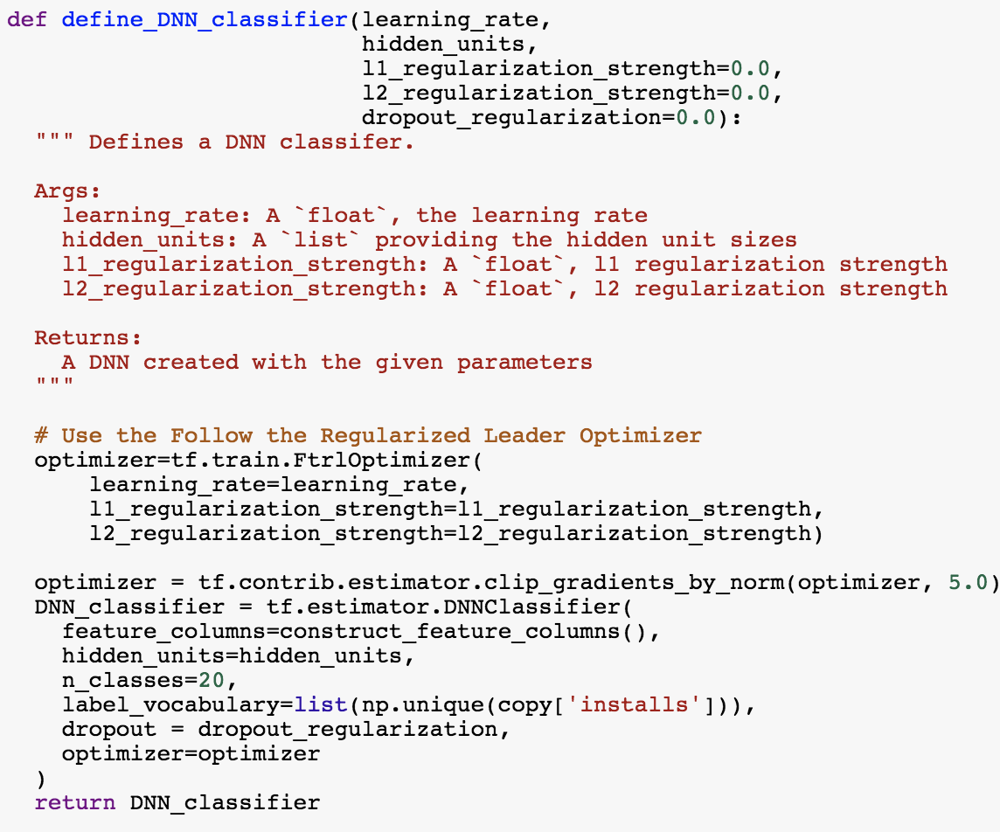 def define_DNN_classifier(learning_rate,
                          hidden_units,
                          l1_regularization_strength=0.0,
                          l2_regularization_strength=0.0,
                          dropout_regularization=0.0):
  """ Defines a DNN classifer.

  Args:
    learning_rate: A `float`, the learning rate
    hidden_units: A `list` providing the hidden unit sizes
    l1_regularization_strength: A `float`, l1 regularization strength
    l2_regularization_strength: A `float`, l2 regularization strength

  Returns:
    A DNN created with the given parameters
  """

  # Use the Follow the Regularized Leader Optimizer
  optimizer=tf.train.FtrlOptimizer(
      learning_rate=learning_rate,
      l1_regularization_strength=l1_regularization_strength,
      l2_regularization_strength=l2_regularization_strength)

  optimizer = tf.contrib.estimator.clip_gradients_by_norm(optimizer, 5.0)
  DNN_classifier = tf.estimator.DNNClassifier(
    feature_columns=construct_feature_columns(),
    hidden_units=hidden_units,
    n_classes=20,
    label_vocabulary=list(np.unique(copy['installs'])),
    dropout = dropout_regularization,
    optimizer=optimizer
  )
  return DNN_classifier